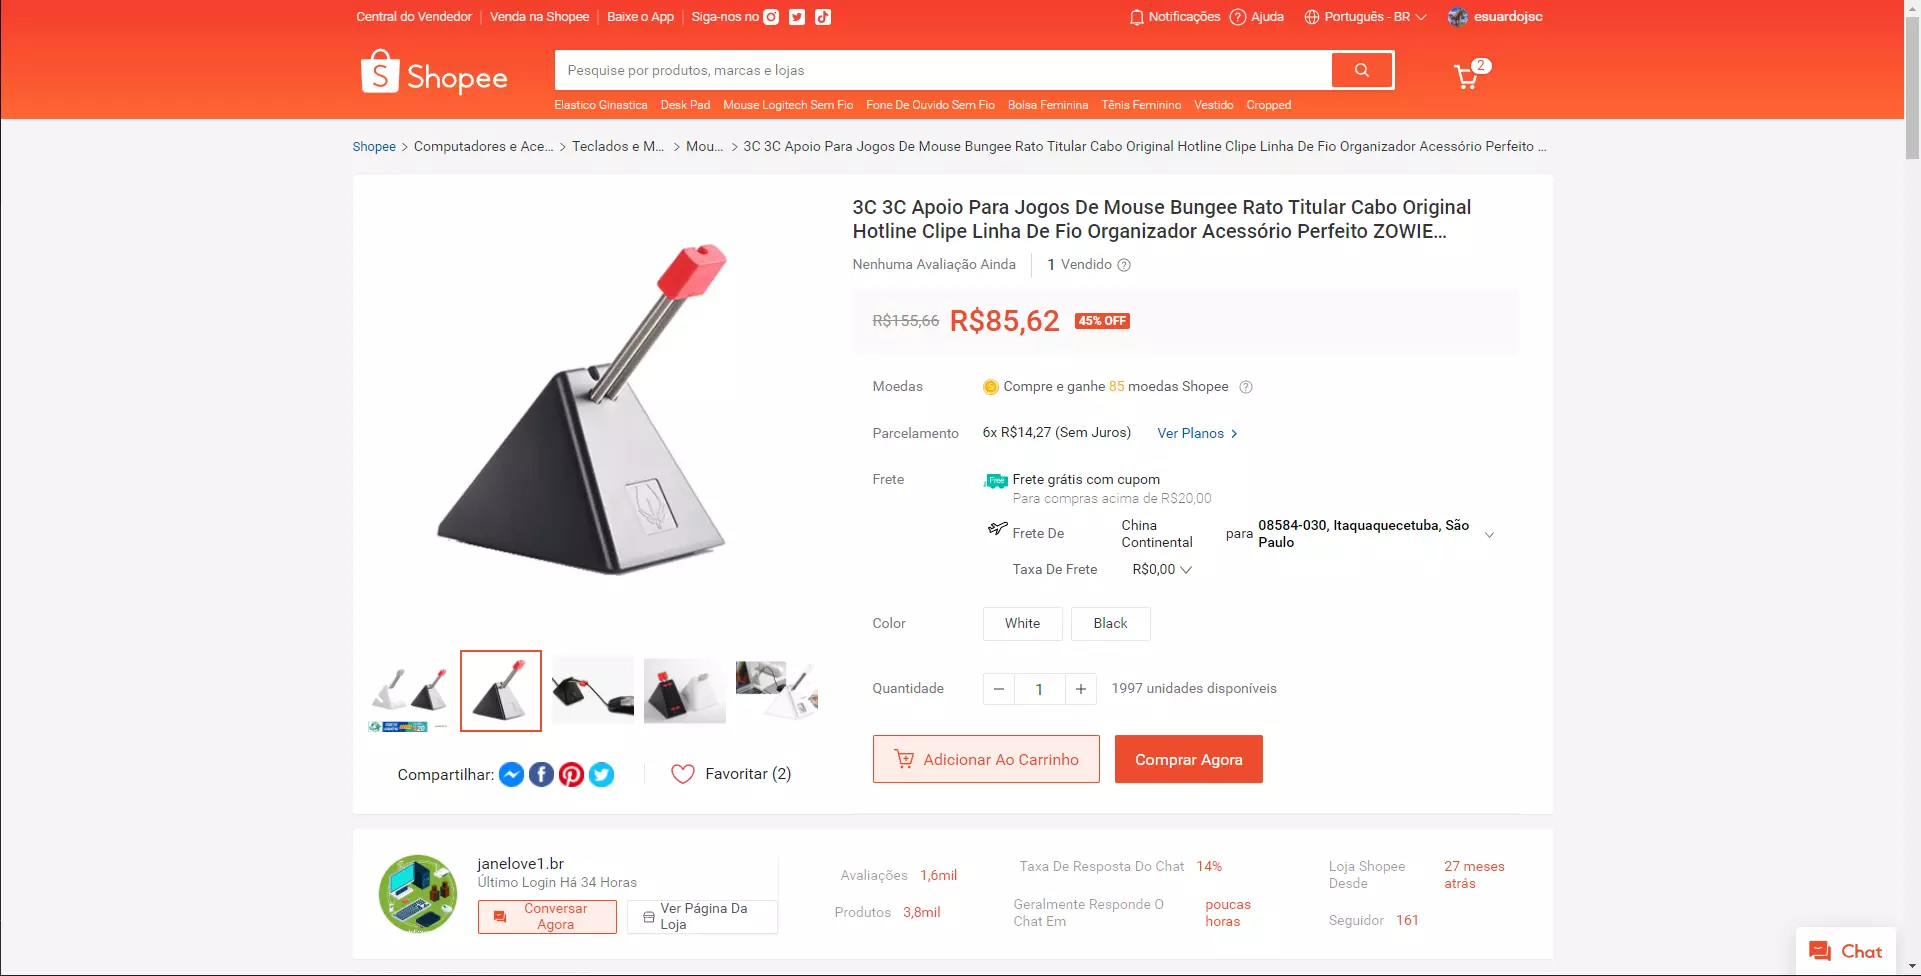 Central do Vendedor
Venda na Shopee
Baixe o App
Siga-nos no
Notificações
Ajuda
Português - BR
esuardojsc
Shopee
Pesquise por produtos, marcas e lojas
2
Elastico Ginastica
Desk Pad
Mouse Logitech Sem Fio
Fone De Ouvido Sem Fio
Bolsa Feminina
Tênis Feminino
Vestido
Cropped
Shopee > Computadores e Ace... > Teclados e M... > Mou... > 3C 3C Apoio Para Jogos De Mouse Bungee Rato Titular Cabo Original Hotline Clipe Linha De Fio Organizador Acessório Perfeito ...
3C 3C Apoio Para Jogos De Mouse Bungee Rato Titular Cabo Original
Hotline Clipe Linha De Fio Organizador Acessório Perfeito ZOWIE...
Nenhuma Avaliação Ainda
1 Vendido
R$155,66
R$85,62
45% OFF
Moedas
Compre e ganhe 85 moedas Shopee
Parcelamento
6x R$14,27 (Sem Juros)
Ver Planos
Frete
Free
Frete grátis com cupom
Para compras acima de R$20,00
Frete De
China
Continental
para
08584-030, Itaquaquecetuba, São
Paulo
Taxa De Frete
R$0,00
Color
White
Black
Quantidade
− 1 +
1997 unidades disponíveis
Adicionar Ao Carrinho
Comprar Agora
Compartilhar:
Favoritar (2)
janelove1.br
Último Login Há 34 Horas
Conversar
Agora
Ver Página Da
Loja
Avaliações 1,6mil
Produtos 3,8mil
Taxa De Resposta Do Chat 14%
Geralmente Responde O
Chat Em
poucas
horas
Loja Shopee
Desde
27 meses
atrás
Seguidor 161
Chat